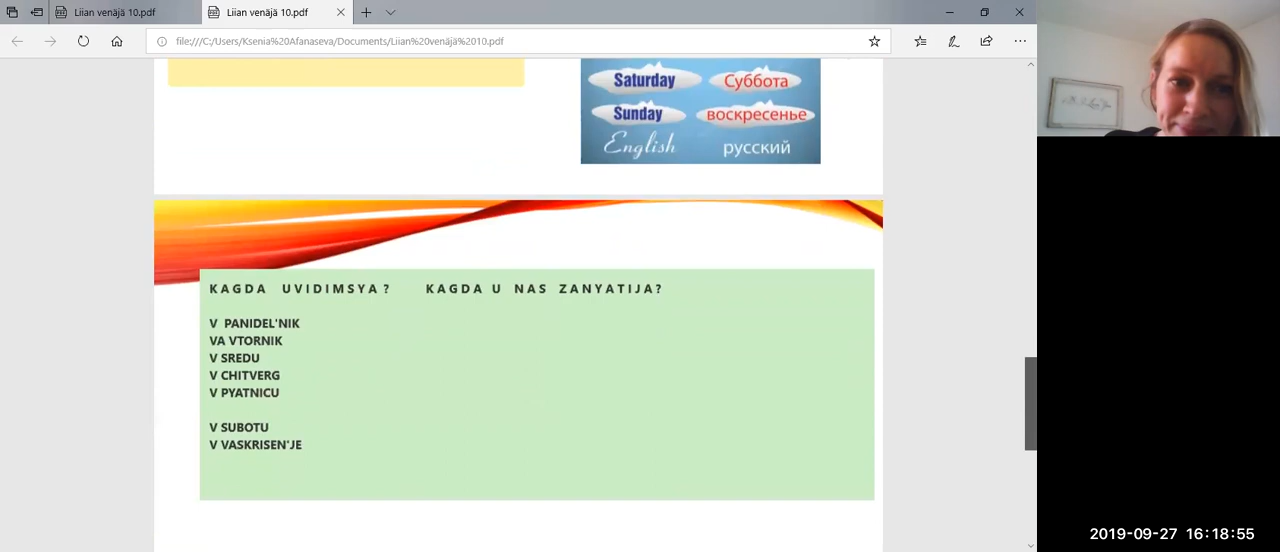 Liian venäjä 10.pdf
Liian venäjä 10.pdf
file:///C:/Users/Ksenia%20Afanaseva/Documents/Liian%20venäjä%2010.pdf
Saturday Суббота
Sunday воскресенье
English русский
KAGDA UVIDIMSYA? KAGDA U NAS ZANYATIJA?
V PANIDEL'NIK
VA VTORNIK
V SREDU
V CHITVERG
V PYATNICU
V SUBOTU
V VASKRISEN'JE
2019-09-27 16:18:55